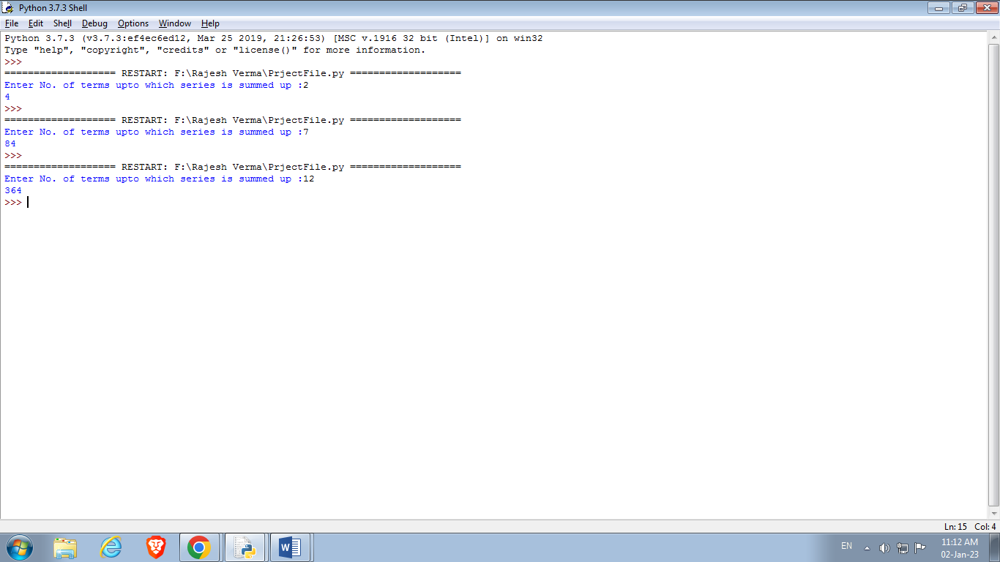 Python 3.7.3 Shell
File Edit Shell Debug Options Window Help
Python 3.7.3 (v3.7.3:ef4ec6ed12, Mar 25 2019, 21:26:53) [MSC v.1916 32 bit (Intel)] on win32
Type "help", "copyright", "credits" or "license()" for more information.
>>>
=================== RESTART: F:\Rajesh Verma\PrjectFile.py ===================
Enter No. of terms upto which series is summed up :2
4
>>>
=================== RESTART: F:\Rajesh Verma\PrjectFile.py ===================
Enter No. of terms upto which series is summed up :7
84
>>>
=================== RESTART: F:\Rajesh Verma\PrjectFile.py ===================
Enter No. of terms upto which series is summed up :12
364
>>>
Ln: 15 Col: 4
W
EN
11:12 AM
02-Jan-23